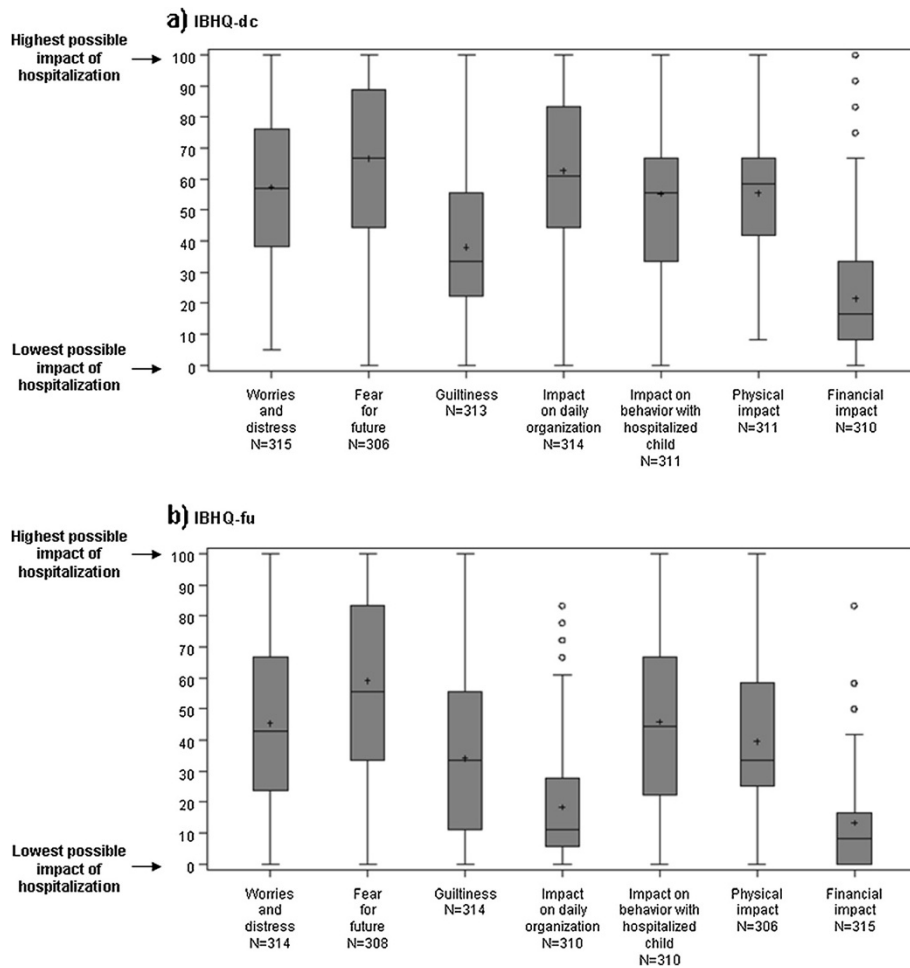 a) IBHQ-dc
Highest possible
impact of
hospitalization
100
90
80
70
60
50
40
30
20
10
0
Lowest possible
impact of
hospitalization
Worries
and
distress
N=315
Fear
for
future
N=306
Guiltiness
N=313
Impact
on daily
organization
N=314
Impact on
behavior with
hospitalized
child
N=311
Physical
impact
N=311
Financial
impact
N=310
b) IBHQ-fu
Highest possible
impact of
hospitalization
100
90
80
70
60
50
40
30
20
10
0
Lowest possible
impact of
hospitalization
Worries
and
distress
N=314
Fear
for
future
N=308
Guiltiness
N=314
Impact
on daily
organization
N=310
Impact on
behavior with
hospitalized
child
N=310
Physical
impact
N=306
Financial
impact
N=315